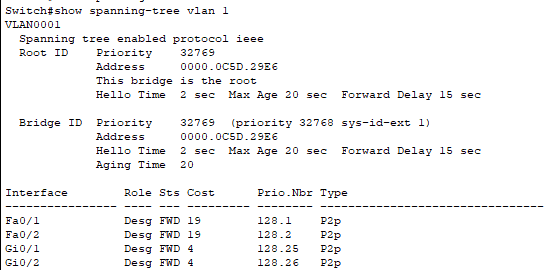 Switch#show spanning-tree vlan 1
VLAN0001
  Spanning tree enabled protocol ieee
  Root ID    Priority    32769
             Address     0000.0C5D.29E6
             This bridge is the root
             Hello Time  2 sec  Max Age 20 sec  Forward Delay 15 sec

  Bridge ID  Priority    32769  (priority 32768 sys-id-ext 1)
             Address     0000.0C5D.29E6
             Hello Time  2 sec  Max Age 20 sec  Forward Delay 15 sec
             Aging Time  20

Interface        Role Sts Cost      Prio.Nbr Type
---------------- ---- --- --------- -------- --------------------------------
Fa0/1            Desg FWD 19        128.1    P2p
Fa0/2            Desg FWD 19        128.2    P2p
Gi0/1            Desg FWD 4         128.25   P2p
Gi0/2            Desg FWD 4         128.26   P2p